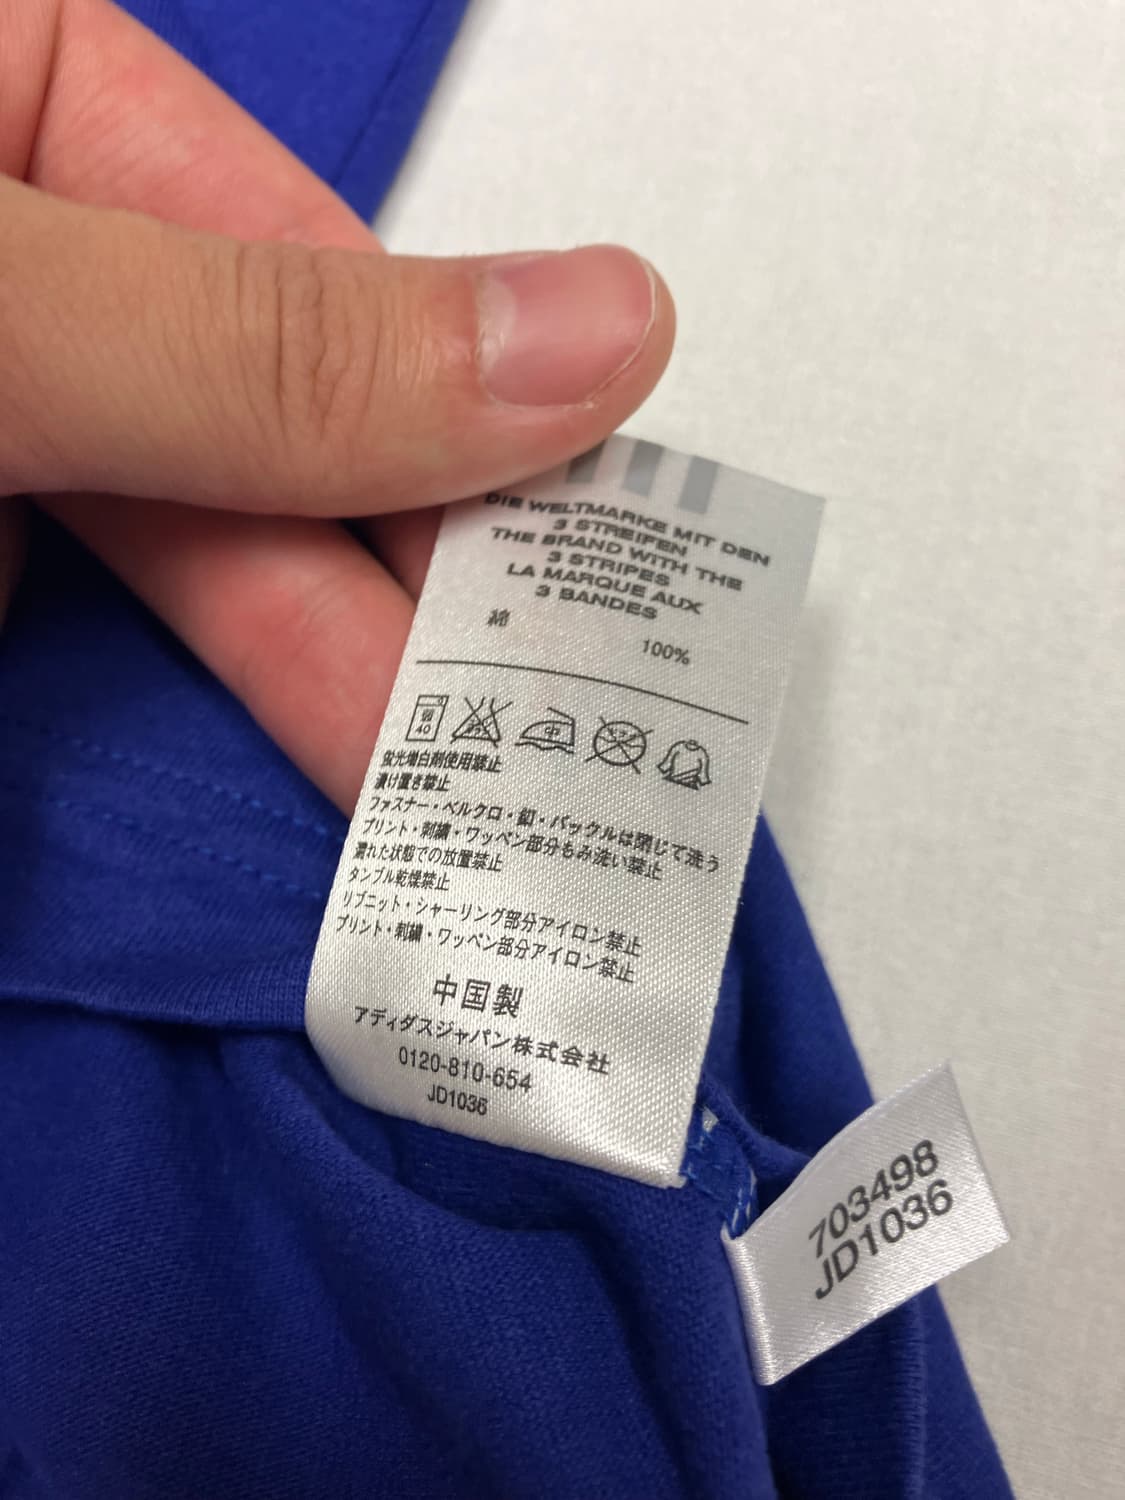 DIE WELTMARKE MIT DEN
3 STREIFEN
THE BRAND WITH THE
3 STRIPES
LA MARQUE AUX
3 BANDES
綿 100%
弱 40 中
蛍光増白剤使用禁止
漬け置き禁止
ファスナー・ベルクロ・釦・バックルは閉じて洗う
プリント・刺繍・ワッペン部分もみ洗い禁止
濡れた状態での放置禁止
タンブル乾燥禁止
リブニット・シャーリング部分アイロン禁止
プリント・刺繍・ワッペン部分アイロン禁止
中国製
アディダスジャパン株式会社
0120-810-654
JD1036
703498
JD1036